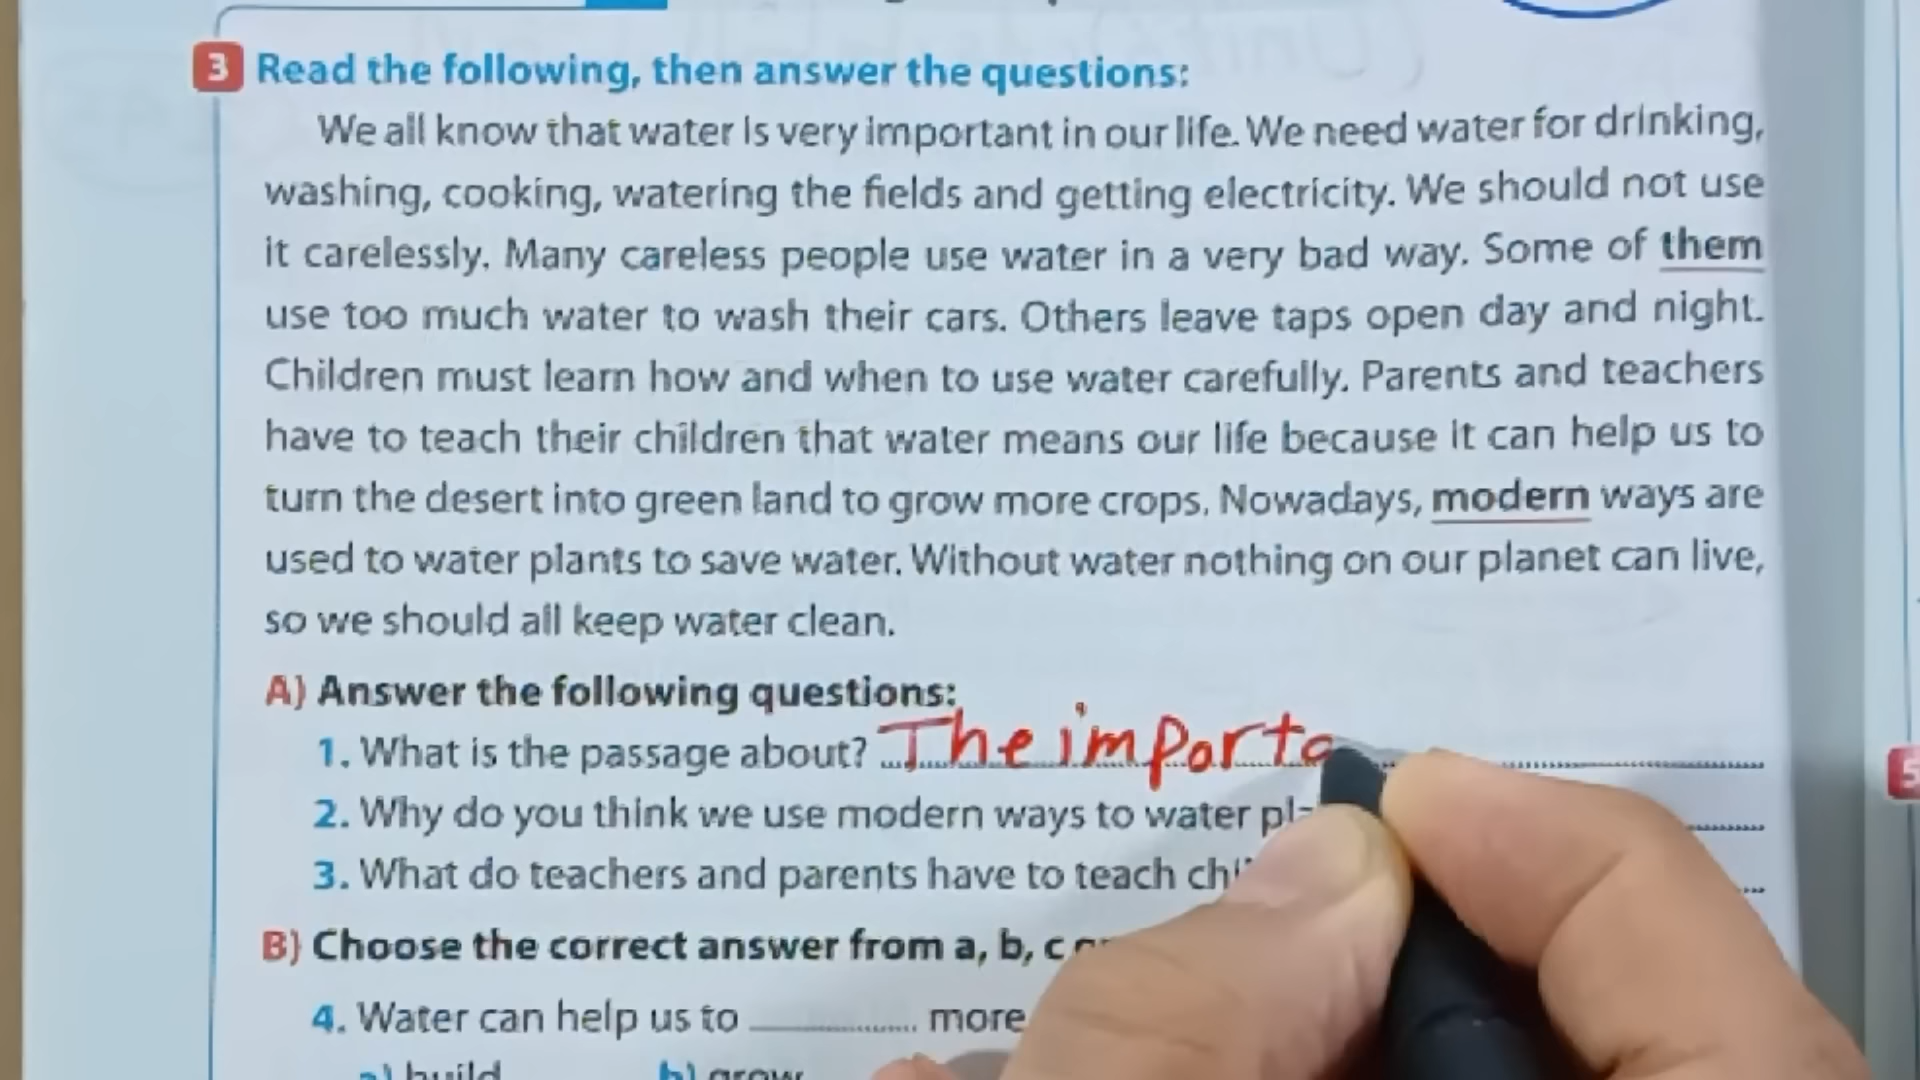 3 Read the following, then answer the questions:
We all know that water is very important in our life. We need water for drinking,
washing, cooking, watering the fields and getting electricity. We should not use
it carelessly. Many careless people use water in a very bad way. Some of them
use too much water to wash their cars. Others leave taps open day and night.
Children must learn how and when to use water carefully. Parents and teachers
have to teach their children that water means our life because it can help us to
turn the desert into green land to grow more crops. Nowadays, modern ways are
used to water plants to save water. Without water nothing on our planet can live,
so we should all keep water clean.
A) Answer the following questions:
1. What is the passage about? The importa
2. Why do you think we use modern ways to water
3. What do teachers and parents have to teach
B) Choose the correct answer from a, b, c
4. Water can help us to ............ more
a) build b) grow
5